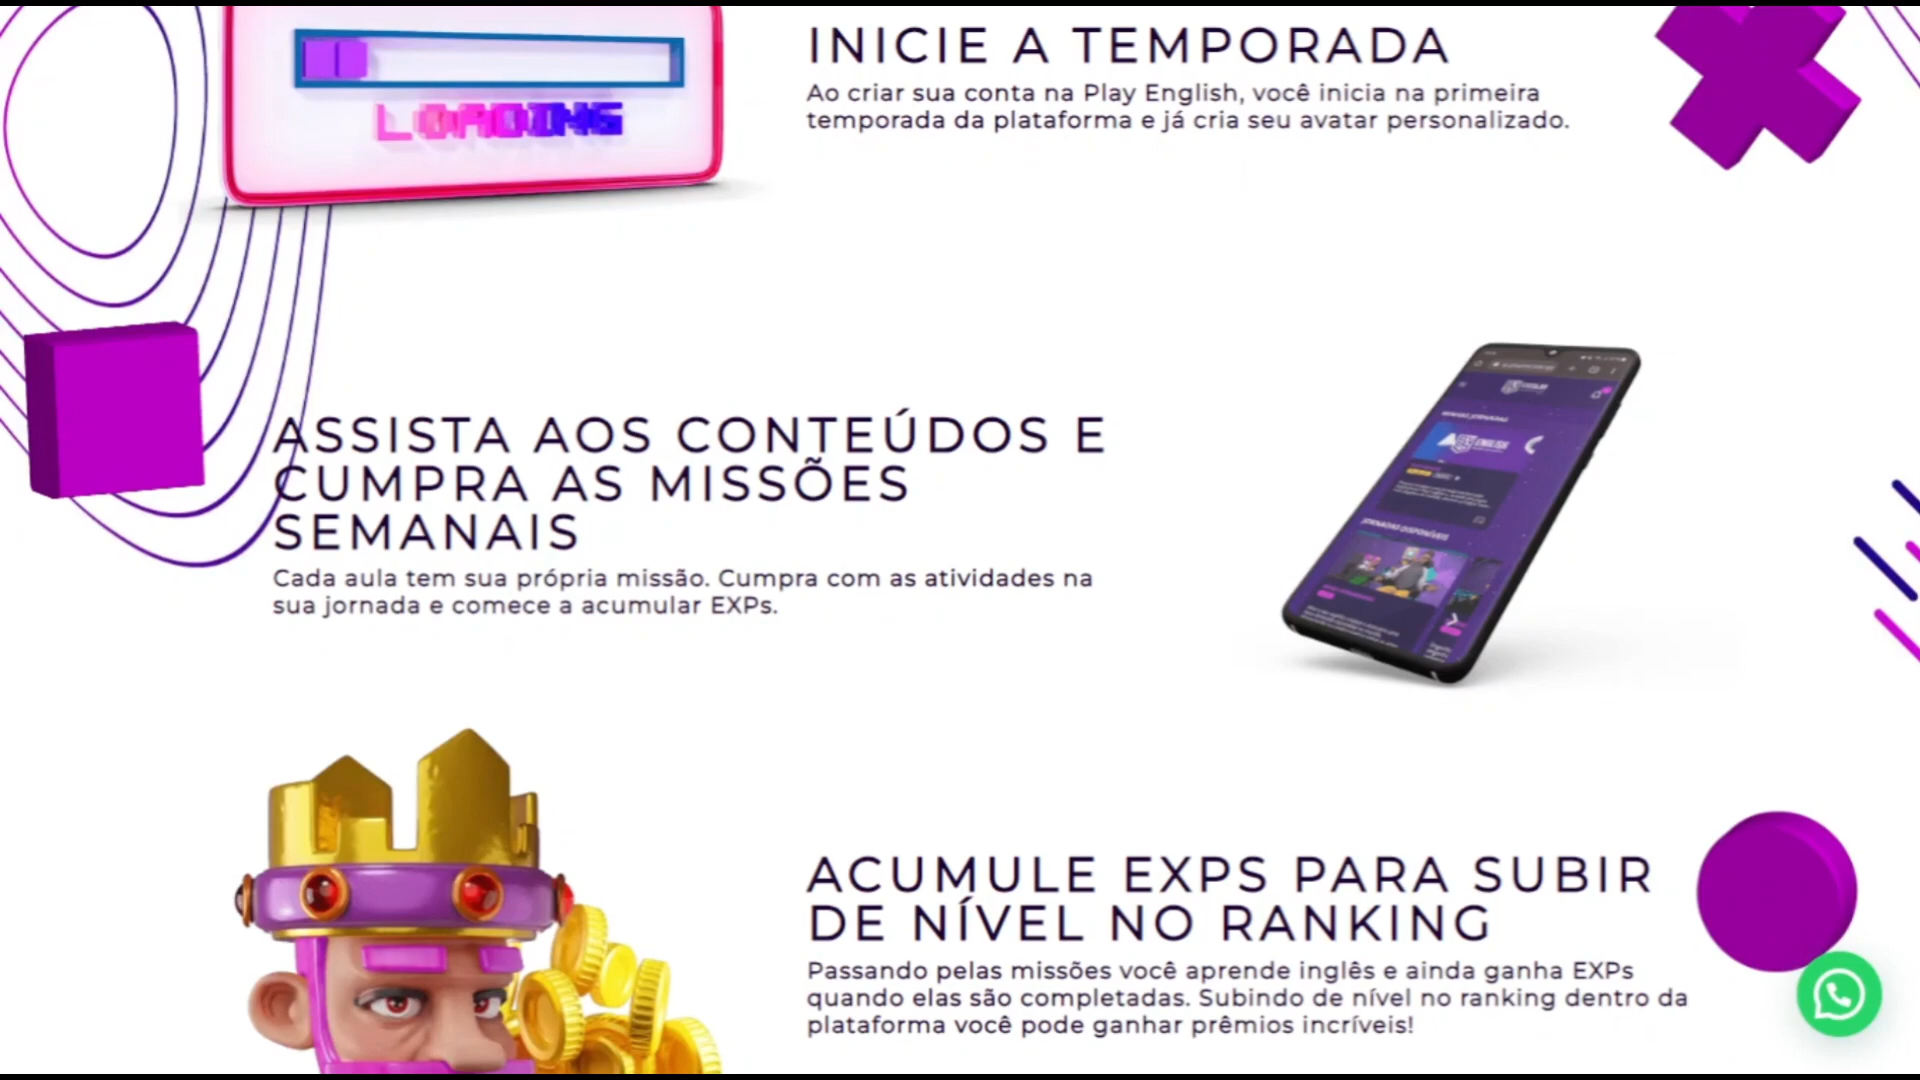 LOADING
INICIE A TEMPORADA
Ao criar sua conta na Play English, você inicia na primeira
temporada da plataforma e já cria seu avatar personalizado.
ASSISTA AOS CONTEÚDOS E
CUMPRA AS MISSÕES
SEMANAIS
Cada aula tem sua própria missão. Cumpra com as atividades na
sua jornada e comece a acumular EXPs.
JORNADAS DISPONÍVEIS
ACUMULE EXPS PARA SUBIR
DE NÍVEL NO RANKING
Passando pelas missões você aprende inglês e ainda ganha EXPs
quando elas são completadas. Subindo de nível no ranking dentro da
plataforma você pode ganhar prêmios incríveis!